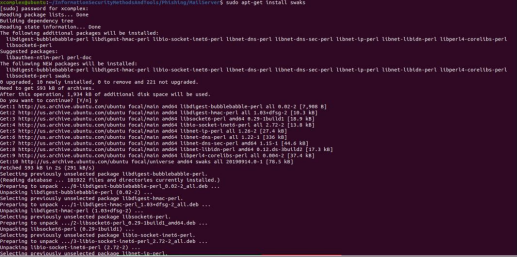 xcomplex@ubuntu:~/InformationSecurityMethodsAndTools/Phishing/MailServer$ sudo apt-get install swaks
[sudo] password for xcomplex:
Reading package lists... Done
Building dependency tree
Reading state information... Done
The following additional packages will be installed:
libdigest-bubblebabble-perl libdigest-hmac-perl libio-socket-inet6-perl libnet-dns-perl libnet-dns-sec-perl libnet-ip-perl libnet-libidn-perl libperl4-corelibs-perl
libsocket6-perl
Suggested packages:
libauthen-ntlm-perl perl-doc
The following NEW packages will be installed:
libdigest-bubblebabble-perl libdigest-hmac-perl libio-socket-inet6-perl libnet-dns-perl libnet-dns-sec-perl libnet-ip-perl libnet-libidn-perl libperl4-corelibs-perl
libsocket6-perl swaks
0 upgraded, 10 newly installed, 0 to remove and 221 not upgraded.
Need to get 593 kB of archives.
After this operation, 1,934 kB of additional disk space will be used.
Do you want to continue? [Y/n] y
Get:1 http://us.archive.ubuntu.com/ubuntu focal/main amd64 libdigest-bubblebabble-perl all 0.02-2 [7,900 B]
Get:2 http://us.archive.ubuntu.com/ubuntu focal/main amd64 libdigest-hmac-perl all 1.03+dfsg-2 [10.3 kB]
Get:3 http://us.archive.ubuntu.com/ubuntu focal/main amd64 libsocket6-perl amd64 0.29-1build1 [18.9 kB]
Get:4 http://us.archive.ubuntu.com/ubuntu focal/main amd64 libio-socket-inet6-perl all 2.72-2 [13.8 kB]
Get:5 http://us.archive.ubuntu.com/ubuntu focal/main amd64 libnet-ip-perl all 1.26-2 [27.4 kB]
Get:6 http://us.archive.ubuntu.com/ubuntu focal/main amd64 libnet-dns-perl all 1.22-1 [336 kB]
Get:7 http://us.archive.ubuntu.com/ubuntu focal/main amd64 libnet-dns-sec-perl amd64 1.15-1 [44.0 kB]
Get:8 http://us.archive.ubuntu.com/ubuntu focal/main amd64 libnet-libidn-perl amd64 0.12.ds-3build2 [17.3 kB]
Get:9 http://us.archive.ubuntu.com/ubuntu focal/main amd64 libperl4-corelibs-perl all 0.004-2 [37.4 kB]
Get:10 http://us.archive.ubuntu.com/ubuntu focal/universe amd64 swaks all 20190914.0-1 [78.5 kB]
Fetched 593 kB in 2s (291 kB/s)
Selecting previously unselected package libdigest-bubblebabble-perl.
(Reading database ... 181022 files and directories currently installed.)
Preparing to unpack .../0-libdigest-bubblebabble-perl_0.02-2_all.deb ...
Unpacking libdigest-bubblebabble-perl (0.02-2) ...
Selecting previously unselected package libdigest-hmac-perl.
Preparing to unpack .../1-libdigest-hmac-perl_1.03+dfsg-2_all.deb ...
Unpacking libdigest-hmac-perl (1.03+dfsg-2) ...
Selecting previously unselected package libsocket6-perl.
Preparing to unpack .../2-libsocket6-perl_0.29-1build1_amd64.deb ...
Unpacking libsocket6-perl (0.29-1build1) ...
Selecting previously unselected package libio-socket-inet6-perl.
Preparing to unpack .../3-libio-socket-inet6-perl_2.72-2_all.deb ...
Unpacking libio-socket-inet6-perl (2.72-2) ...
Selecting previously unselected package libnet-ip-perl.